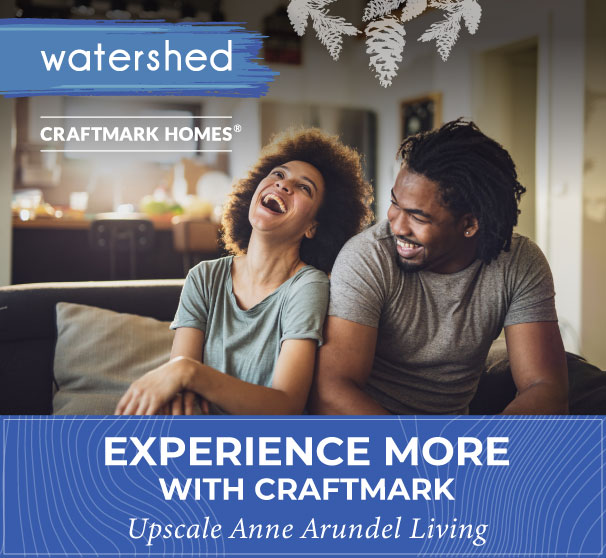 watershed
CRAFTMARK HOMES®
EXPERIENCE MORE
WITH CRAFTMARK
Upscale Anne Arundel Living